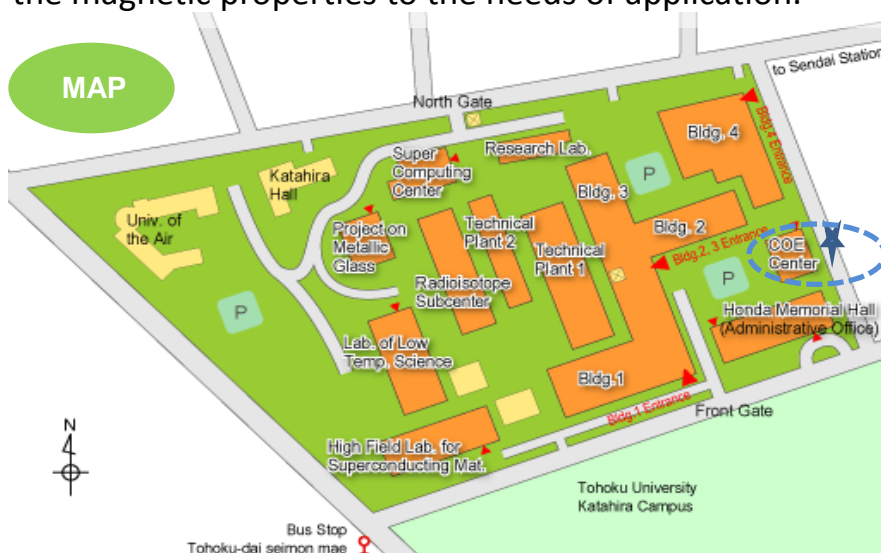 the magnetic properties to the needs of application.
MAP
to Sendai Station
North Gate
Bldg. 4
Bldg.4 Entrance
Super
Computing
Center
Research Lab.
P
Katahira
Hall
Bldg. 3
Univ. of
the Air
Project on
Metallic
Glass
Technical
Plant 2
Technical
Plant 1
Bldg. 2
Bldg.2, 3 Entrance
COE
Center
Radioisotope
Subcenter
P
P
Honda Memorial Hall
(Administrative Office)
Lab. of Low
Temp. Science
Bldg.1
Bldg.1 Entrance
Front Gate
N
High Field Lab. for
Superconducting Mat.
Tohoku University
Katahira Campus
Bus Stop
Tohoku-dai seimon mae